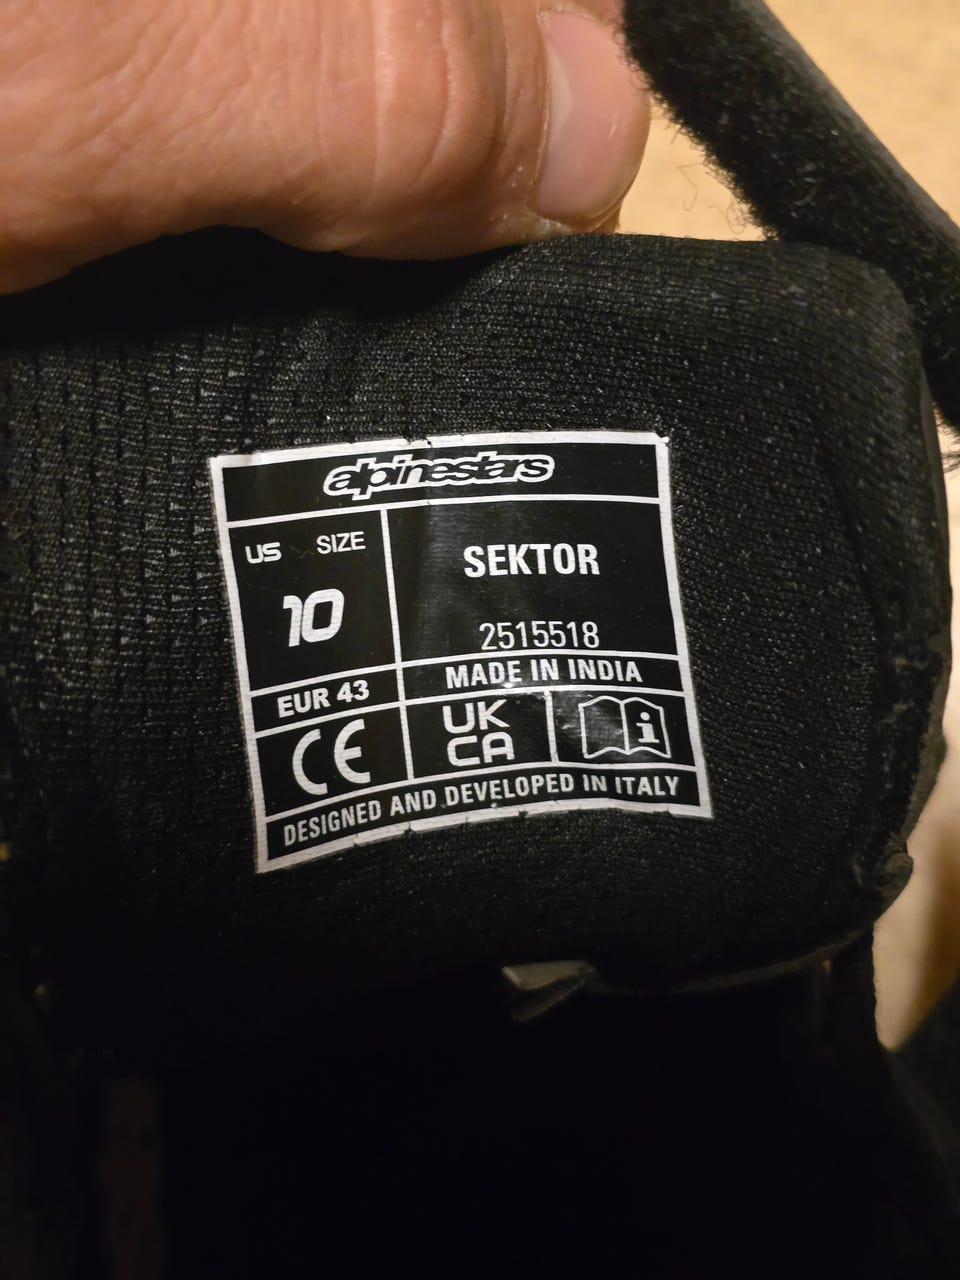 alpinestars
US SIZE
10
EUR 43
SEKTOR
2515518
MADE IN INDIA
CE
UK
CA
i
DESIGNED AND DEVELOPED IN ITALY